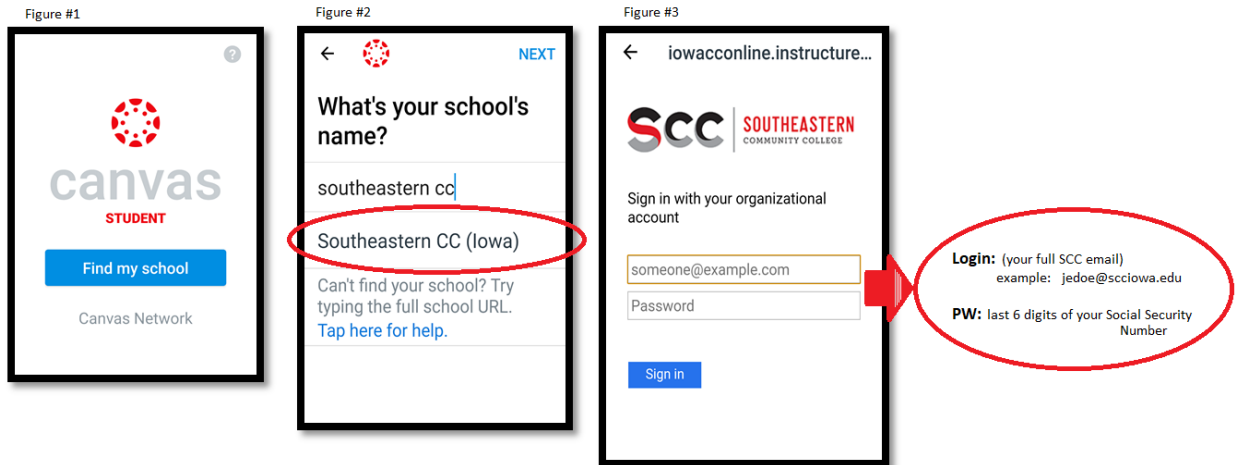 Figure #1
?
canvas
STUDENT
Find my school
Canvas Network
Figure #2
NEXT
What's your school's
name?
southeastern cc
Southeastern CC (Iowa)
Can't find your school? Try
typing the full school URL.
Tap here for help.
Figure #3
iowacconline.instructure...
SCC
SOUTHEASTERN
COMMUNITY COLLEGE
Sign in with your organizational
account
someone@example.com
Password
Sign in
Login: (your full SCC email)
example: jedoe@scciowa.edu
PW: last 6 digits of your Social Security
Number